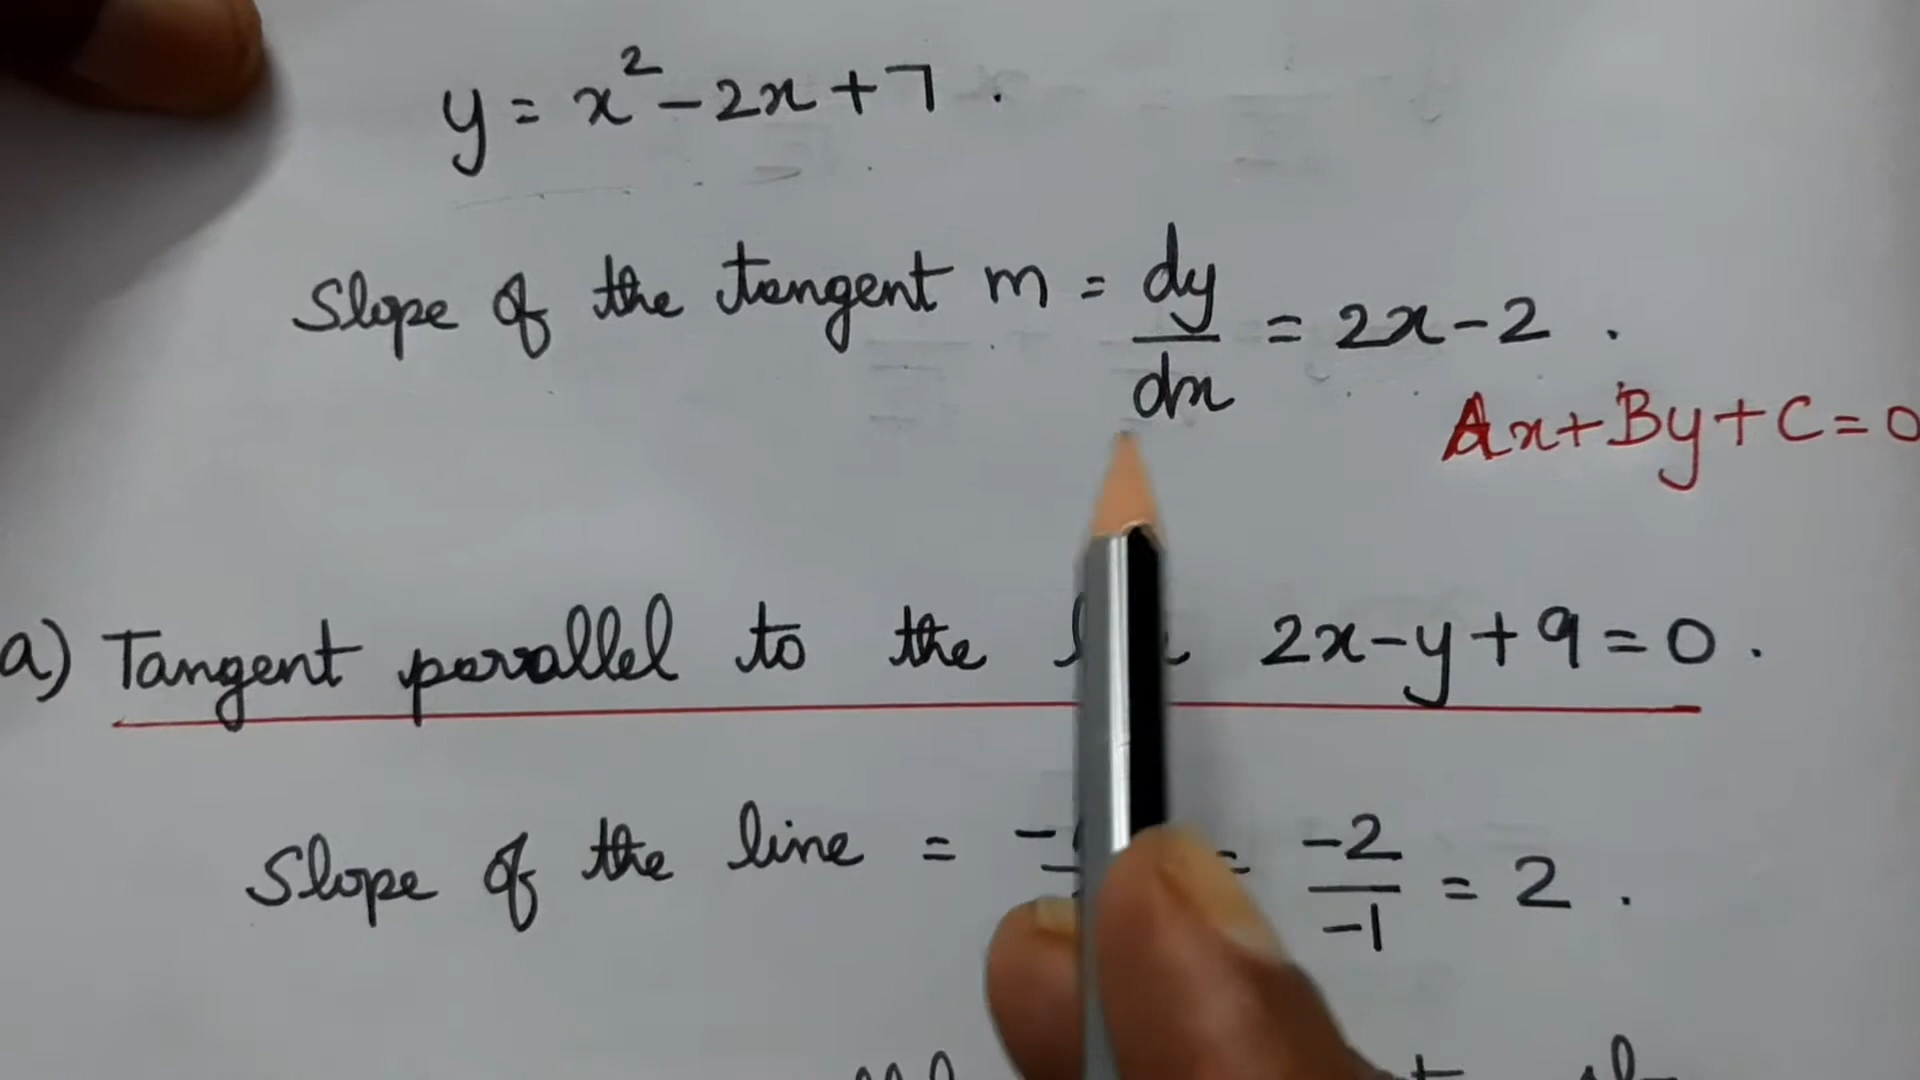 y = x² - 2x + 7 .
Slope of the tangent m = dy/dx = 2x - 2 .
Ax + By + C = 0
a) Tangent parallel to the 2x - y + 9 = 0 .
Slope of the line = - = -2/-1 = 2 .